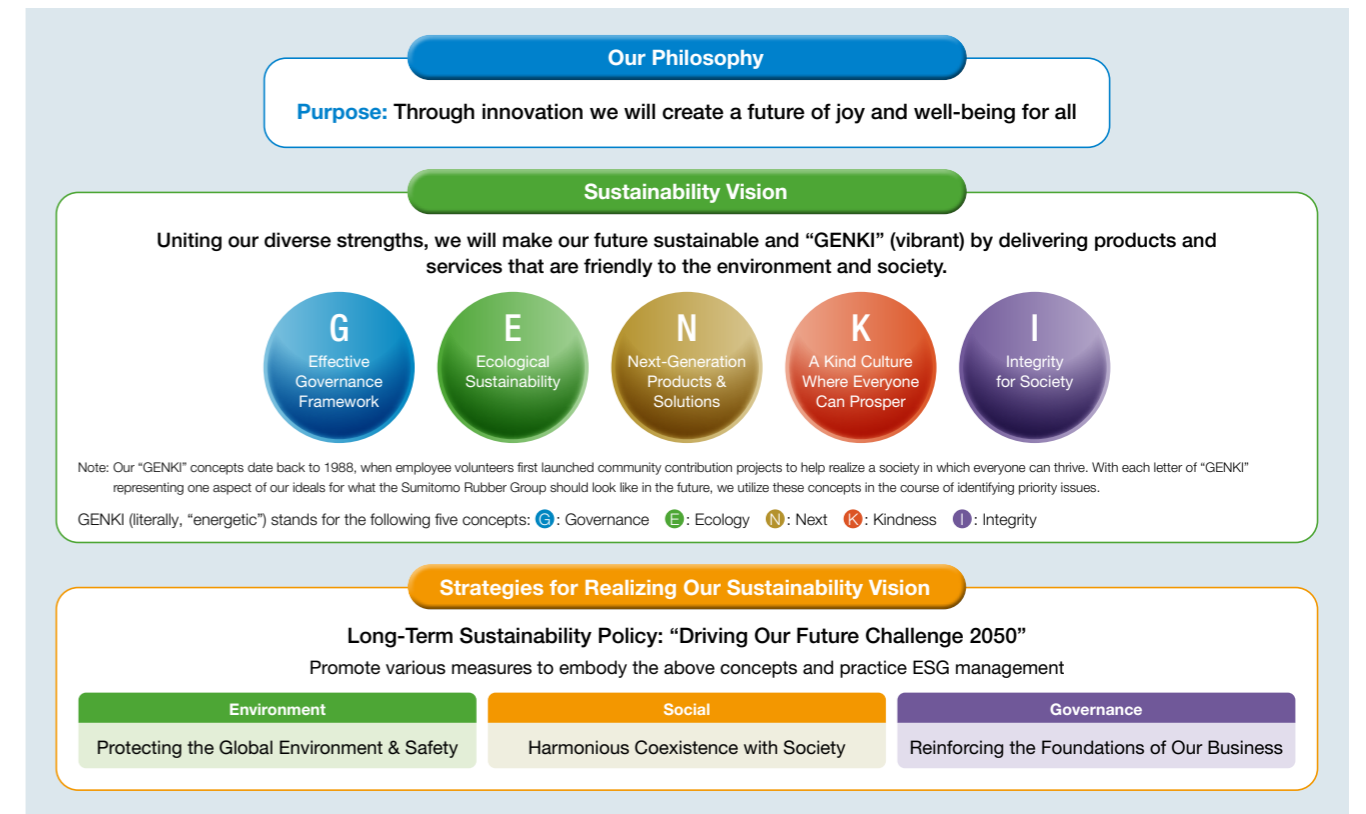 Our Philosophy
Purpose: Through innovation we will create a future of joy and well-being for all
Sustainability Vision
Uniting our diverse strengths, we will make our future sustainable and “GENKI” (vibrant) by delivering products and
services that are friendly to the environment and society.
G
Effective
Governance
Framework
E
Ecological
Sustainability
N
Next-Generation
Products &
Solutions
K
A Kind Culture
Where Everyone
Can Prosper
I
Integrity
for Society
Note: Our “GENKI” concepts date back to 1988, when employee volunteers first launched community contribution projects to help realize a society in which everyone can thrive. With each letter of “GENKI”
representing one aspect of our ideals for what the Sumitomo Rubber Group should look like in the future, we utilize these concepts in the course of identifying priority issues.
GENKI (literally, “energetic”) stands for the following five concepts: G: Governance E: Ecology N: Next K: Kindness I: Integrity
Strategies for Realizing Our Sustainability Vision
Long-Term Sustainability Policy: “Driving Our Future Challenge 2050”
Promote various measures to embody the above concepts and practice ESG management
Environment
Protecting the Global Environment & Safety
Social
Harmonious Coexistence with Society
Governance
Reinforcing the Foundations of Our Business